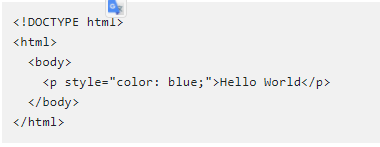 <!DOCTYPE html>
<html>
  <body>
    <p style="color: blue;">Hello World</p>
  </body>
</html>